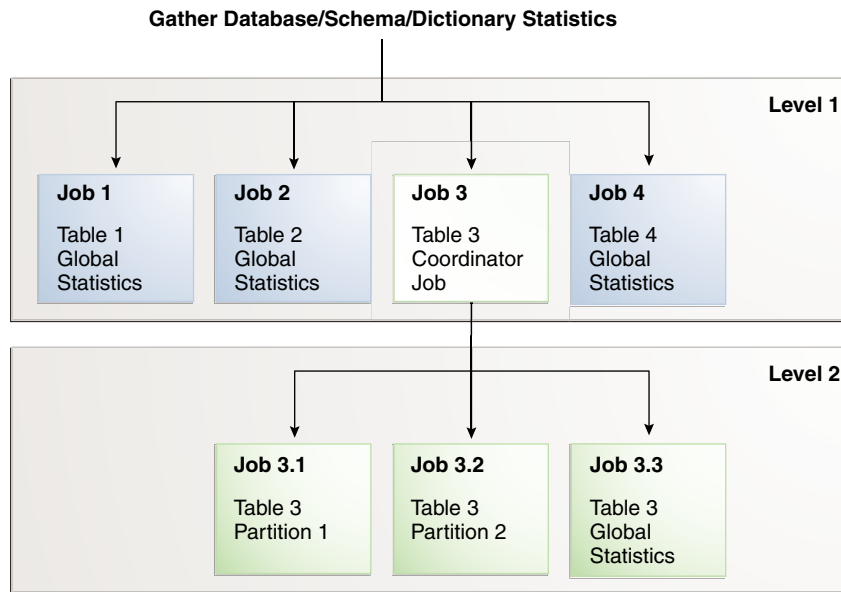 Gather Database/Schema/Dictionary Statistics
Level 1
Job 1
Table 1
Global
Statistics
Job 2
Table 2
Global
Statistics
Job 3
Table 3
Coordinator
Job
Job 4
Table 4
Global
Statistics
Level 2
Job 3.1
Table 3
Partition 1
Job 3.2
Table 3
Partition 2
Job 3.3
Table 3
Global
Statistics